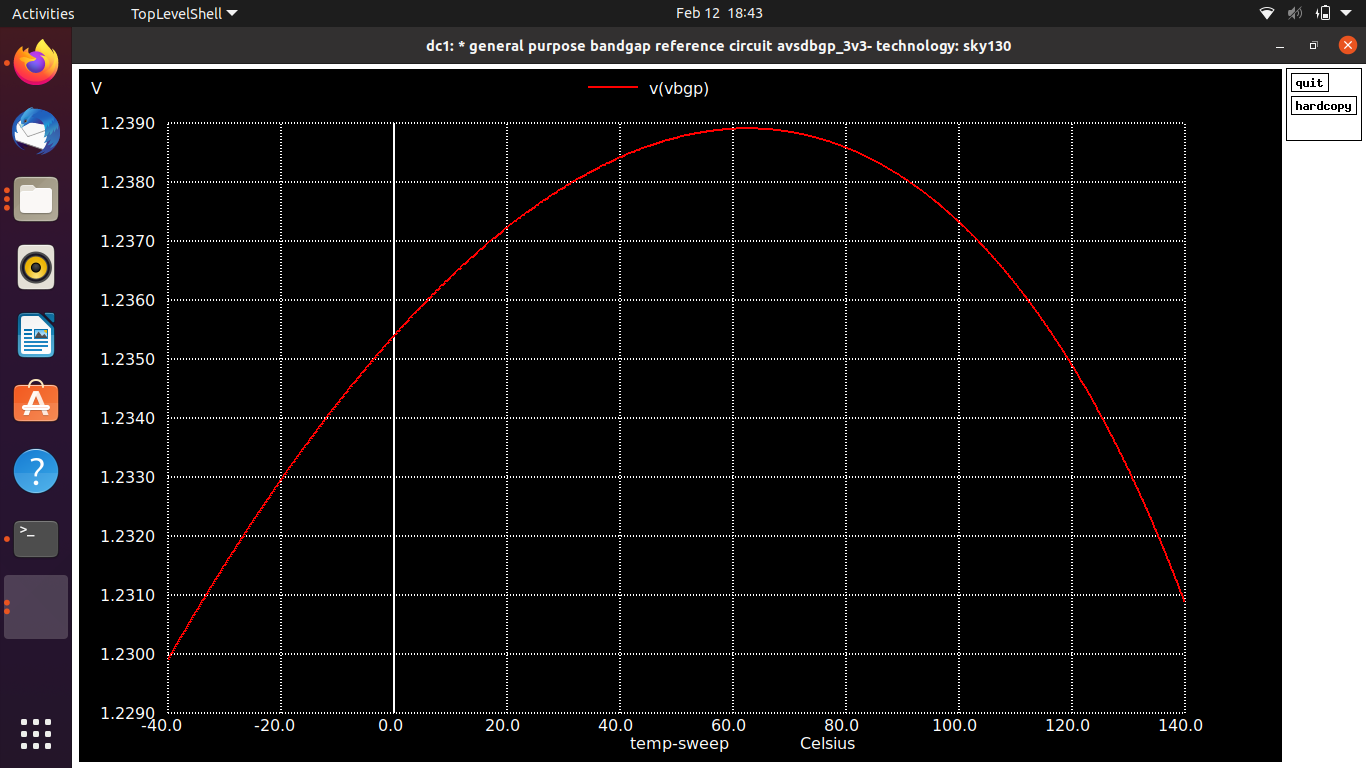 Activities TopLevelShell Feb 12 18:43
dc1: * general purpose bandgap reference circuit avsdbgp_3v3- technology: sky130
quit
hardcopy
V v(vbgp)
1.2390
1.2380
1.2370
1.2360
1.2350
1.2340
1.2330
1.2320
1.2310
1.2300
1.2290
-40.0 -20.0 0.0 20.0 40.0 60.0 80.0 100.0 120.0 140.0
temp-sweep Celsius